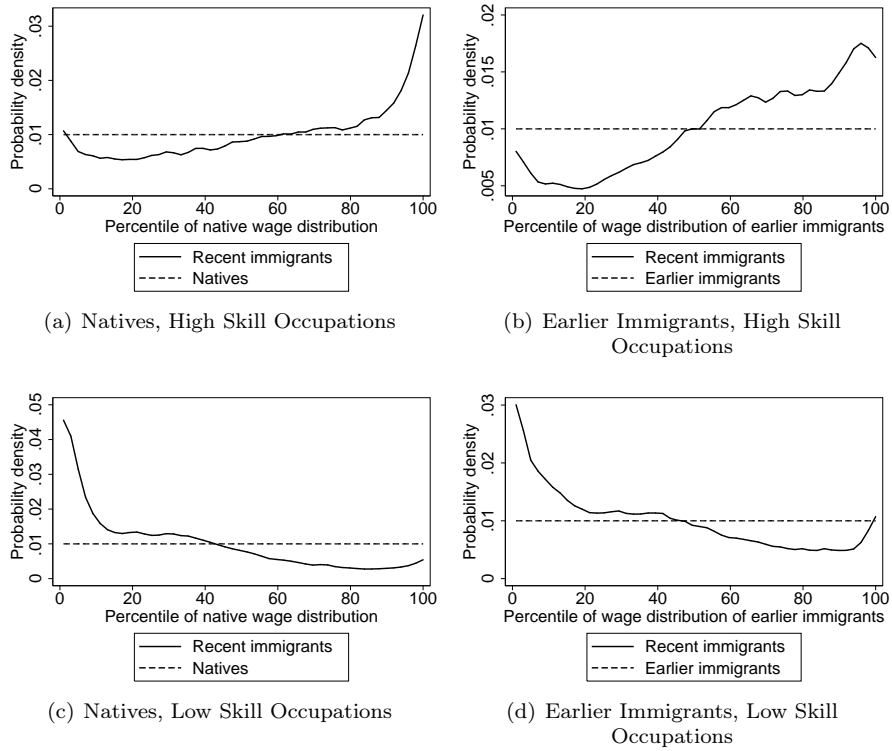 Probability density
0 .01 .02 .03
0 20 40 60 80 100
Percentile of native wage distribution
Recent immigrants
Natives
(a) Natives, High Skill Occupations
Probability density
.005 .01 .015 .02
0 20 40 60 80 100
Percentile of wage distribution of earlier immigrants
Recent immigrants
Earlier immigrants
(b) Earlier Immigrants, High Skill
Occupations
Probability density
0 .01 .02 .03 .04 .05
0 20 40 60 80 100
Percentile of native wage distribution
Recent immigrants
Natives
(c) Natives, Low Skill Occupations
Probability density
0 .01 .02 .03
0 20 40 60 80 100
Percentile of wage distribution of earlier immigrants
Recent immigrants
Earlier immigrants
(d) Earlier Immigrants, Low Skill
Occupations